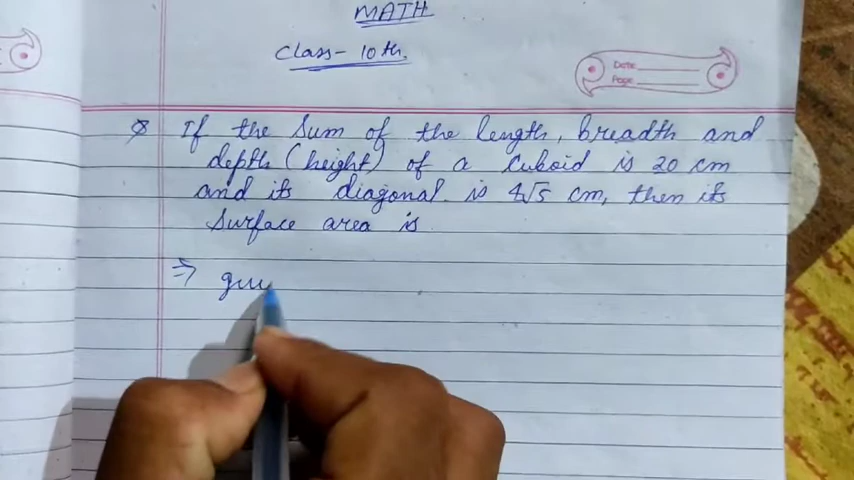 MATH
Class- 10th.
Date
Page
If the Sum of the length, breadth and
depth (height) of a Cuboid is 20 cm
and its diagonal is 4√5 cm, then its
Surface area is
⇒